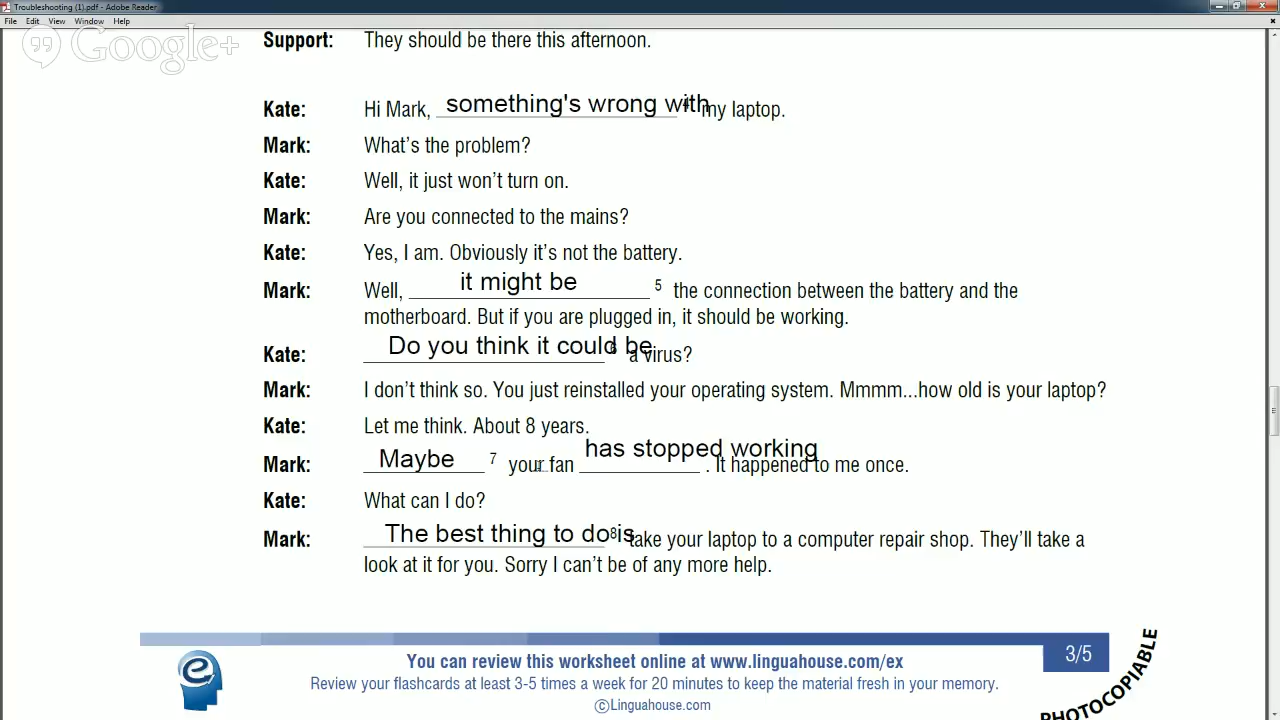 Troubleshooting (1).pdf - Adobe Reader
File Edit View Window Help
Google+
Support: They should be there this afternoon.
Kate: Hi Mark, something's wrong with 4 my laptop.
Mark: What's the problem?
Kate: Well, it just won't turn on.
Mark: Are you connected to the mains?
Kate: Yes, I am. Obviously it's not the battery.
Mark: Well, it might be 5 the connection between the battery and the
motherboard. But if you are plugged in, it should be working.
Kate: Do you think it could be 6 a virus?
Mark: I don't think so. You just reinstalled your operating system. Mmmm...how old is your laptop?
Kate: Let me think. About 8 years.
Mark: Maybe 7 your fan has stopped working . It happened to me once.
Kate: What can I do?
Mark: The best thing to do is 8 take your laptop to a computer repair shop. They'll take a
look at it for you. Sorry I can't be of any more help.
You can review this worksheet online at www.linguahouse.com/ex
3/5
Review your flashcards at least 3-5 times a week for 20 minutes to keep the material fresh in your memory.
©Linguahouse.com
PHOTOCOPIABLE